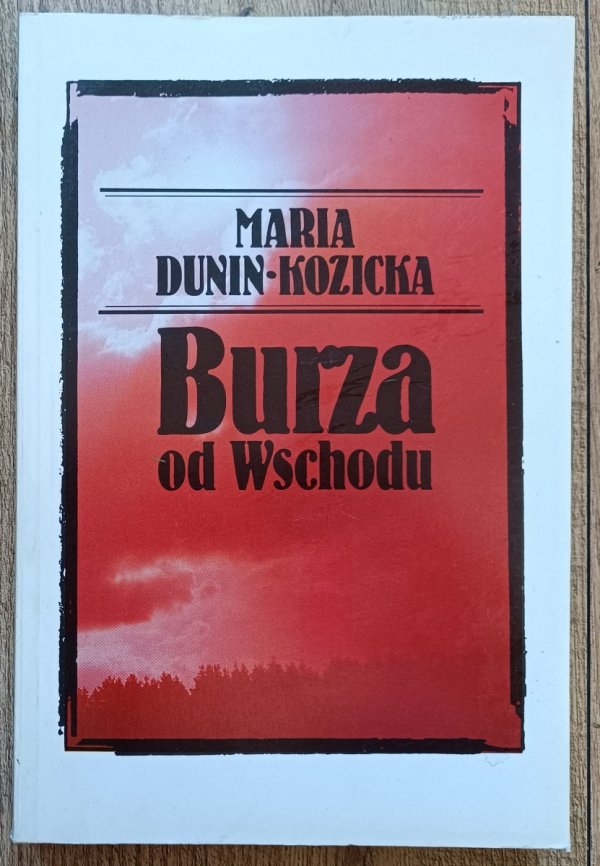 MARIA
DUNIN-KOZICKA
Burza
od Wschodu